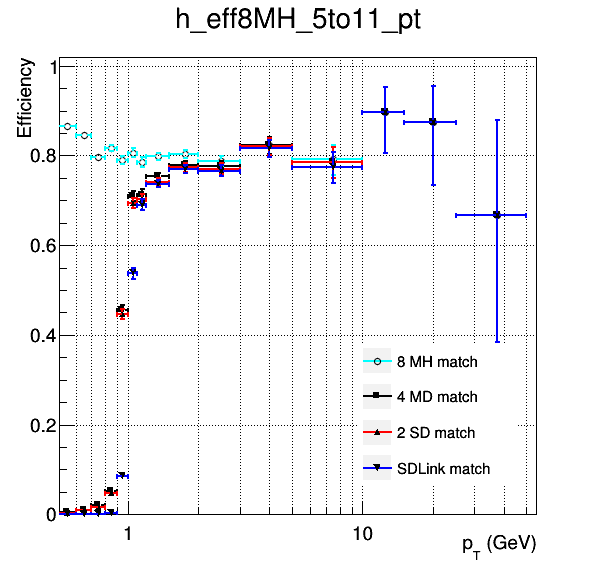 h_eff8MH_5to11_pt
Efficiency
1
0.8
0.6
0.4
0.2
0
8 MH match
4 MD match
2 SD match
SDLink match
1
10
p_T (GeV)